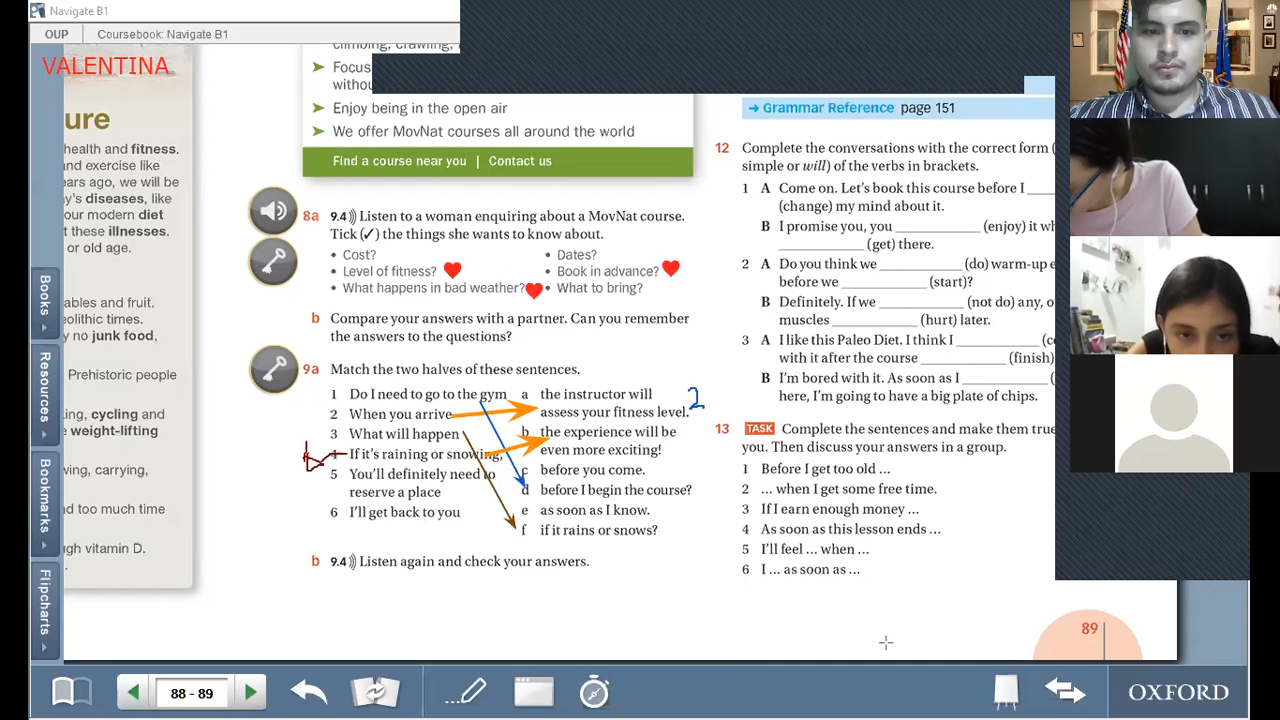 Navigate B1
OUP
Coursebook: Navigate B1
VALENTINA
ure
health and fitness.
and exercise like
ears ago, we will be
y's diseases, like
our modern diet
t these illnesses.
or old age.
ables and fruit.
eolithic times.
y no junk food,
Prehistoric people
ing, cycling and
e weight-lifting
wing, carrying,
nd too much time
gh vitamin D.
Books
Resources
Bookmarks
Flipcharts
climbing, crawling,
Focus
withou
Enjoy being in the open air
We offer MovNat courses all around the world
Find a course near you | Contact us
8a 9.4 Listen to a woman enquiring about a MovNat course.
Tick (✓) the things she wants to know about.
• Cost?
• Level of fitness?
• What happens in bad weather?
• Dates?
• Book in advance?
• What to bring?
b Compare your answers with a partner. Can you remember
the answers to the questions?
9a Match the two halves of these sentences.
1 Do I need to go to the gym
2 When you arrive
3 What will happen
4 If it's raining or snowing,
5 You'll definitely need to
reserve a place
6 I'll get back to you
a the instructor will
assess your fitness level.
2
b the experience will be
even more exciting!
c before you come.
d before I begin the course?
e as soon as I know.
f if it rains or snows?
b 9.4 Listen again and check your answers.
→ Grammar Reference page 151
12 Complete the conversations with the correct form (
simple or will) of the verbs in brackets.
1 A Come on. Let's book this course before I ____
(change) my mind about it.
B I promise you, you ____________ (enjoy) it wh
____________ (get) there.
2 A Do you think we ____________ (do) warm-up e
before we ____________ (start)?
B Definitely. If we ____________ (not do) any, o
muscles ____________ (hurt) later.
3 A I like this Paleo Diet. I think I ____________ (c
with it after the course ____________ (finish)
B I'm bored with it. As soon as I ____________ (
here, I'm going to have a big plate of chips.
13 TASK Complete the sentences and make them true
you. Then discuss your answers in a group.
1 Before I get too old ...
2 ... when I get some free time.
3 If I earn enough money ...
4 As soon as this lesson ends ...
5 I'll feel ... when ...
6 I ... as soon as ...
89
88 - 89
OXFORD